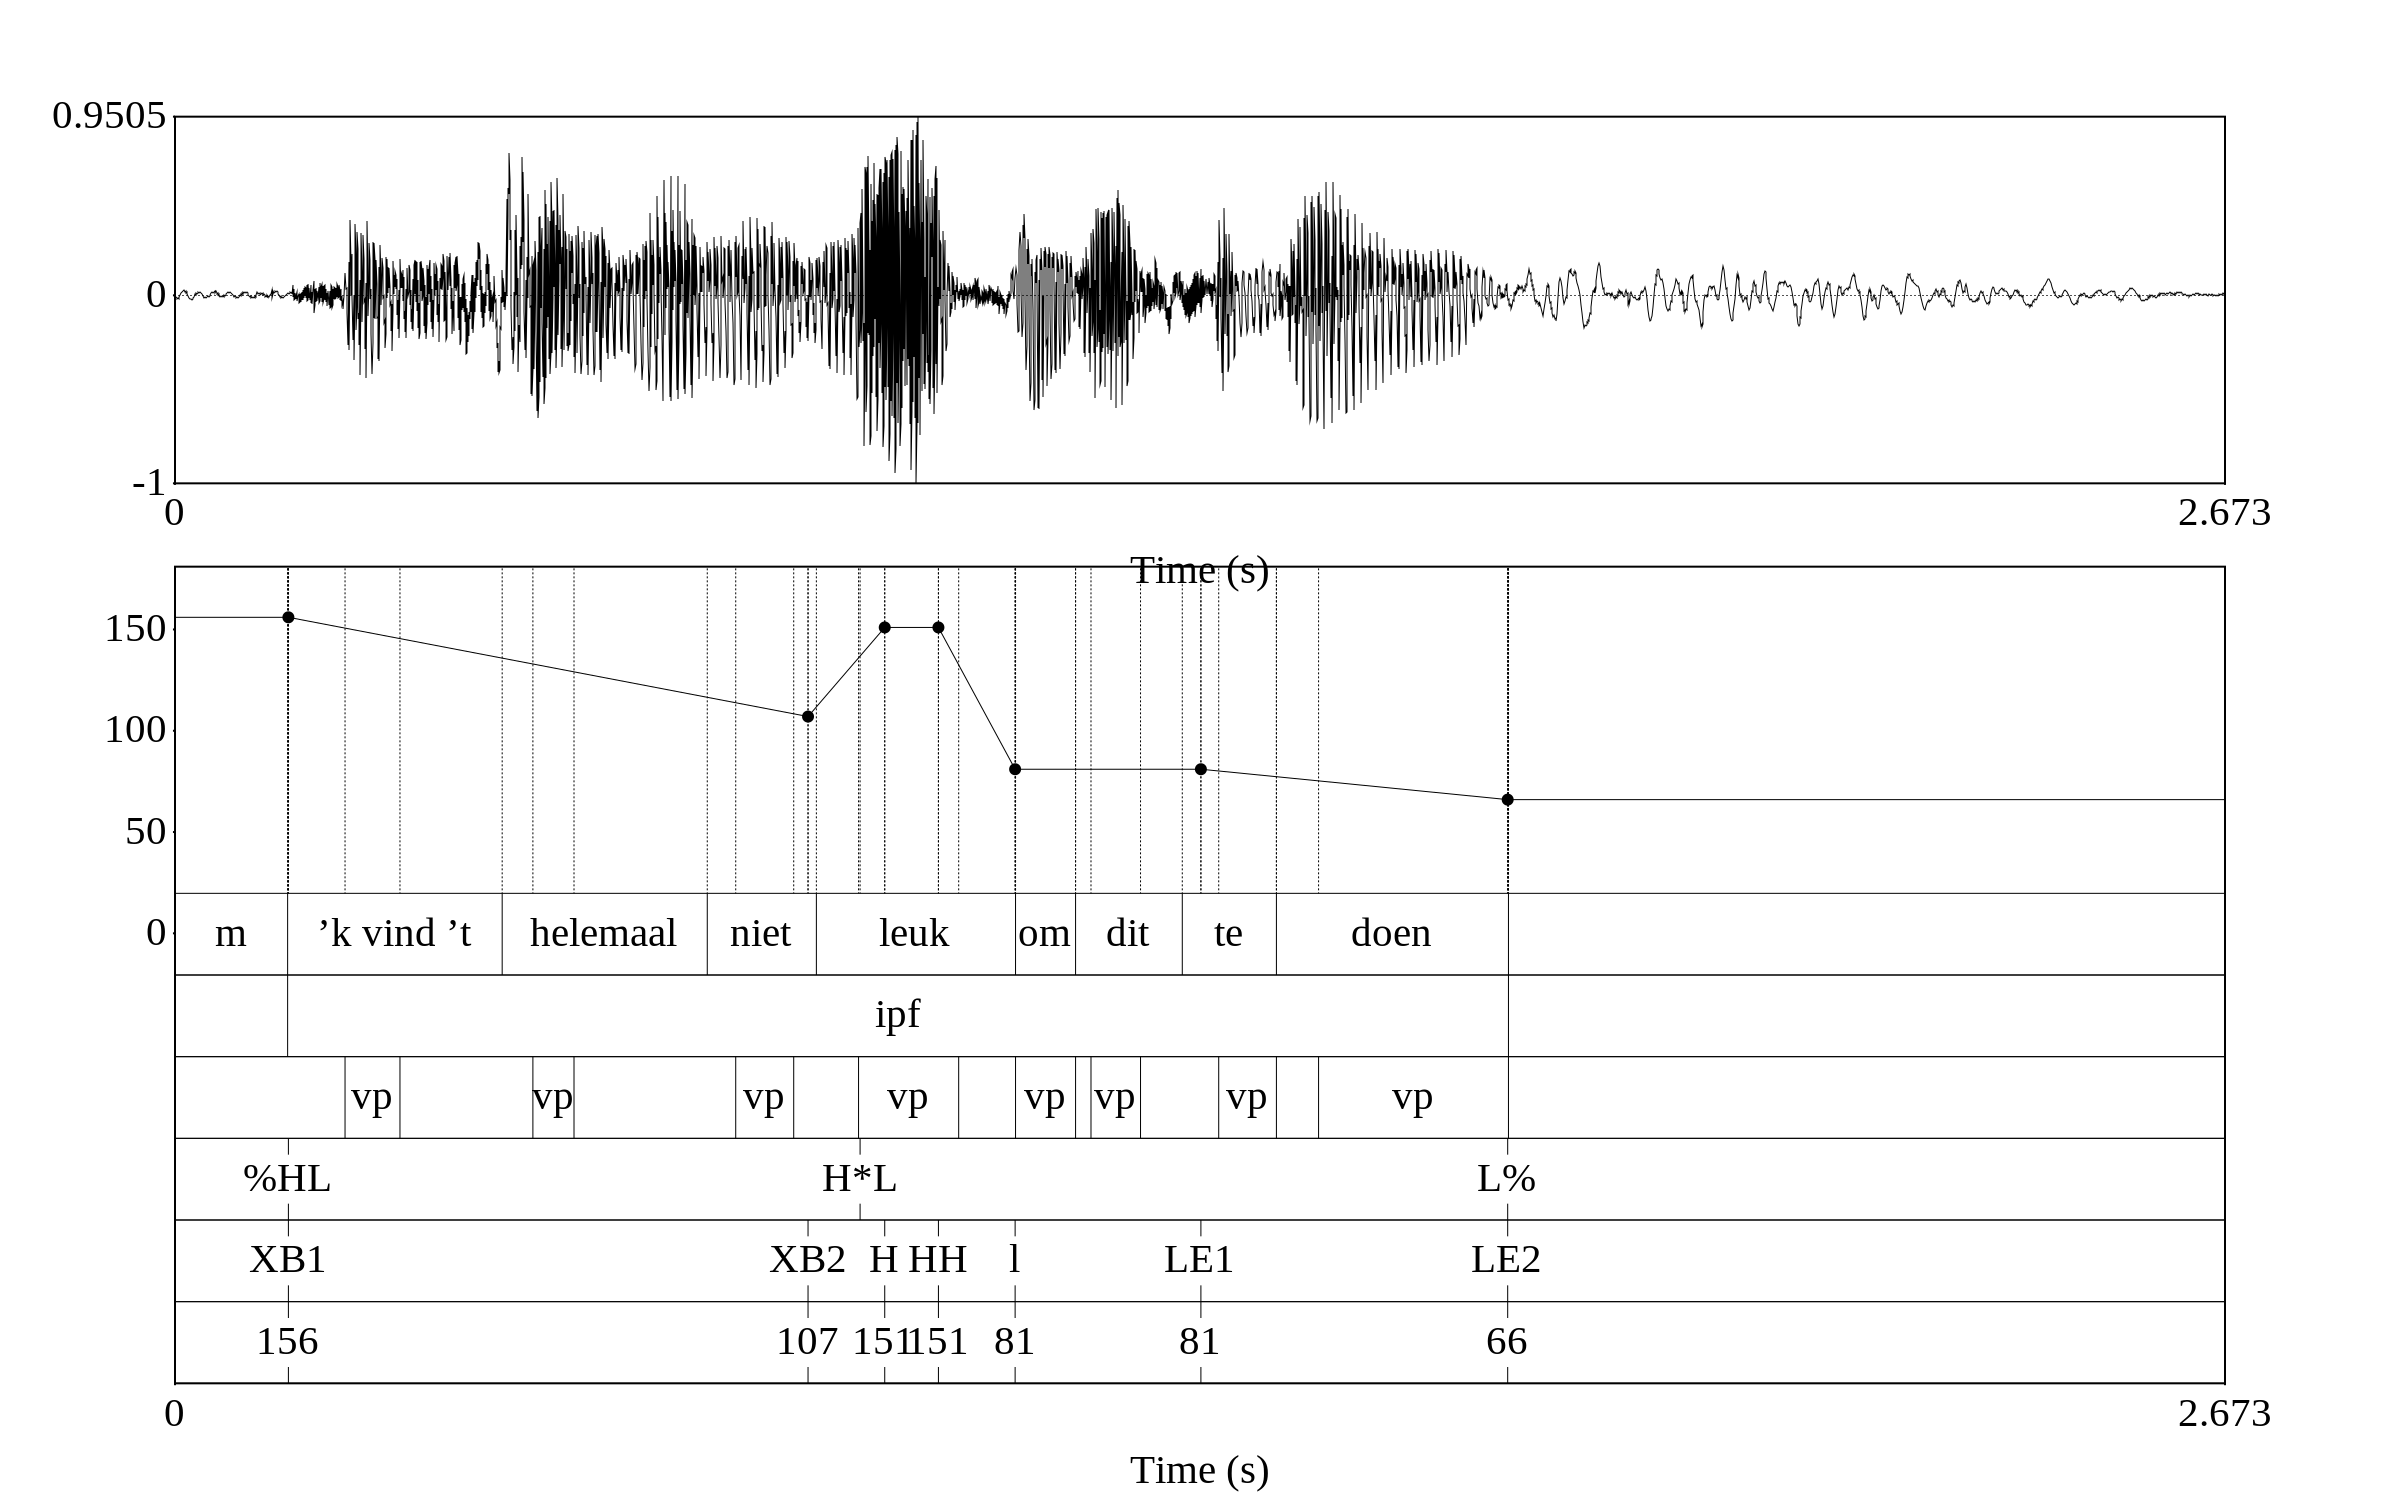 0.9505
0
-1
0 2.673
Time (s)
150
100
50
0
m ’k vind ’t helemaal niet leuk om dit te doen
ipf
vp vp vp vp vp vp vp vp
%HL H*L L%
XB1 XB2 H HH l LE1 LE2
156 107 151 151 81 81 66
0 2.673
Time (s)